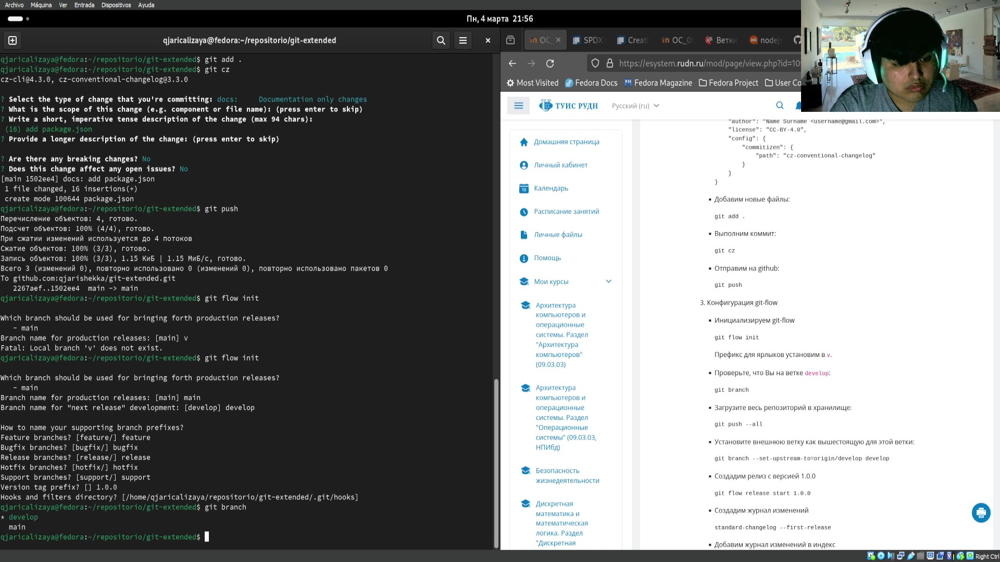 Archivo Máquina Ver Entrada Dispositivos Ayuda
Пн, 4 марта 21:56
qjaricalizaya@fedora:~/repositorio/git-extended
qjaricalizaya@fedora:~/repositorio/git-extended$ git add .
qjaricalizaya@fedora:~/repositorio/git-extended$ git cz
cz-cli@4.3.0, cz-conventional-changelog@3.3.0
? Select the type of change that you're committing: docs:     Documentation only changes
? What is the scope of this change (e.g. component or file name): (press enter to skip)
? Write a short, imperative tense description of the change (max 94 chars):
(16) add package.json
? Provide a longer description of the change: (press enter to skip)
? Are there any breaking changes? No
? Does this change affect any open issues? No
[main 1502ee4] docs: add package.json
1 file changed, 16 insertions(+)
create mode 100644 package.json
qjaricalizaya@fedora:~/repositorio/git-extended$ git push
Перечисление объектов: 4, готово.
Подсчет объектов: 100% (4/4), готово.
При сжатии изменений используется до 4 потоков
Сжатие объектов: 100% (3/3), готово.
Запись объектов: 100% (3/3), 1.15 КиБ | 1.15 МиБ/с, готово.
Всего 3 (изменений 0), повторно использовано 0 (изменений 0), повторно использовано пакетов 0
To github.com:qjarishekka/git-extended.git
2267aef..1502ee4  main -> main
qjaricalizaya@fedora:~/repositorio/git-extended$ git flow init
Which branch should be used for bringing forth production releases?
- main
Branch name for production releases: [main] v
Fatal: Local branch 'v' does not exist.
qjaricalizaya@fedora:~/repositorio/git-extended$ git flow init
Which branch should be used for bringing forth production releases?
- main
Branch name for production releases: [main] main
Branch name for "next release" development: [develop] develop
How to name your supporting branch prefixes?
Feature branches? [feature/] feature
Bugfix branches? [bugfix/] bugfix
Release branches? [release/] release
Hotfix branches? [hotfix/] hotfix
Support branches? [support/] support
Version tag prefix? [] 1.0.0
Hooks and filters directory? [/home/qjaricalizaya/repositorio/git-extended/.git/hooks]
qjaricalizaya@fedora:~/repositorio/git-extended$ git branch
* develop
main
qjaricalizaya@fedora:~/repositorio/git-extended$
OC_ SPDX Creati OC_05 Ветки nodejs
https://esystem.rudn.ru/mod/page/view.php?id=109
Most Visited Fedora Docs Fedora Magazine Fedora Project User Co
ТУИС РУДН Русский (ru)
Домашняя страница
Личный кабинет
Календарь
Расписание занятий
Личные файлы
Помощь
Мои курсы
Архитектура
компьютеров и
операционные
системы. Раздел
"Архитектура
компьютеров"
(09.03.03)
Архитектура
компьютеров и
операционные
системы. Раздел
"Операционные
системы" (09.03.03,
НПИбд)
Безопасность
жизнедеятельности
Дискретная
математика и
математическая
логика. Раздел
"Дискретная
"author": "Name Surname <username@gmail.com>",
"license": "CC-BY-4.0",
"config": {
"commitizen": {
"path": "cz-conventional-changelog"
}
}
}
▪ Добавим новые файлы:
git add .
▪ Выполним коммит:
git cz
▪ Отправим на github:
git push
3. Конфигурация git-flow
▪ Инициализируем git-flow
git flow init
Префикс для ярлыков установим в v.
▪ Проверьте, что Вы на ветке develop:
git branch
▪ Загрузите весь репозиторий в хранилище:
git push --all
▪ Установите внешнюю ветку как вышестоящую для этой ветки:
git branch --set-upstream-to=origin/develop develop
▪ Создадим релиз с версией 1.0.0
git flow release start 1.0.0
▪ Создадим журнал изменений
standard-changelog --first-release
▪ Добавим журнал изменений в индекс
Right Ctrl